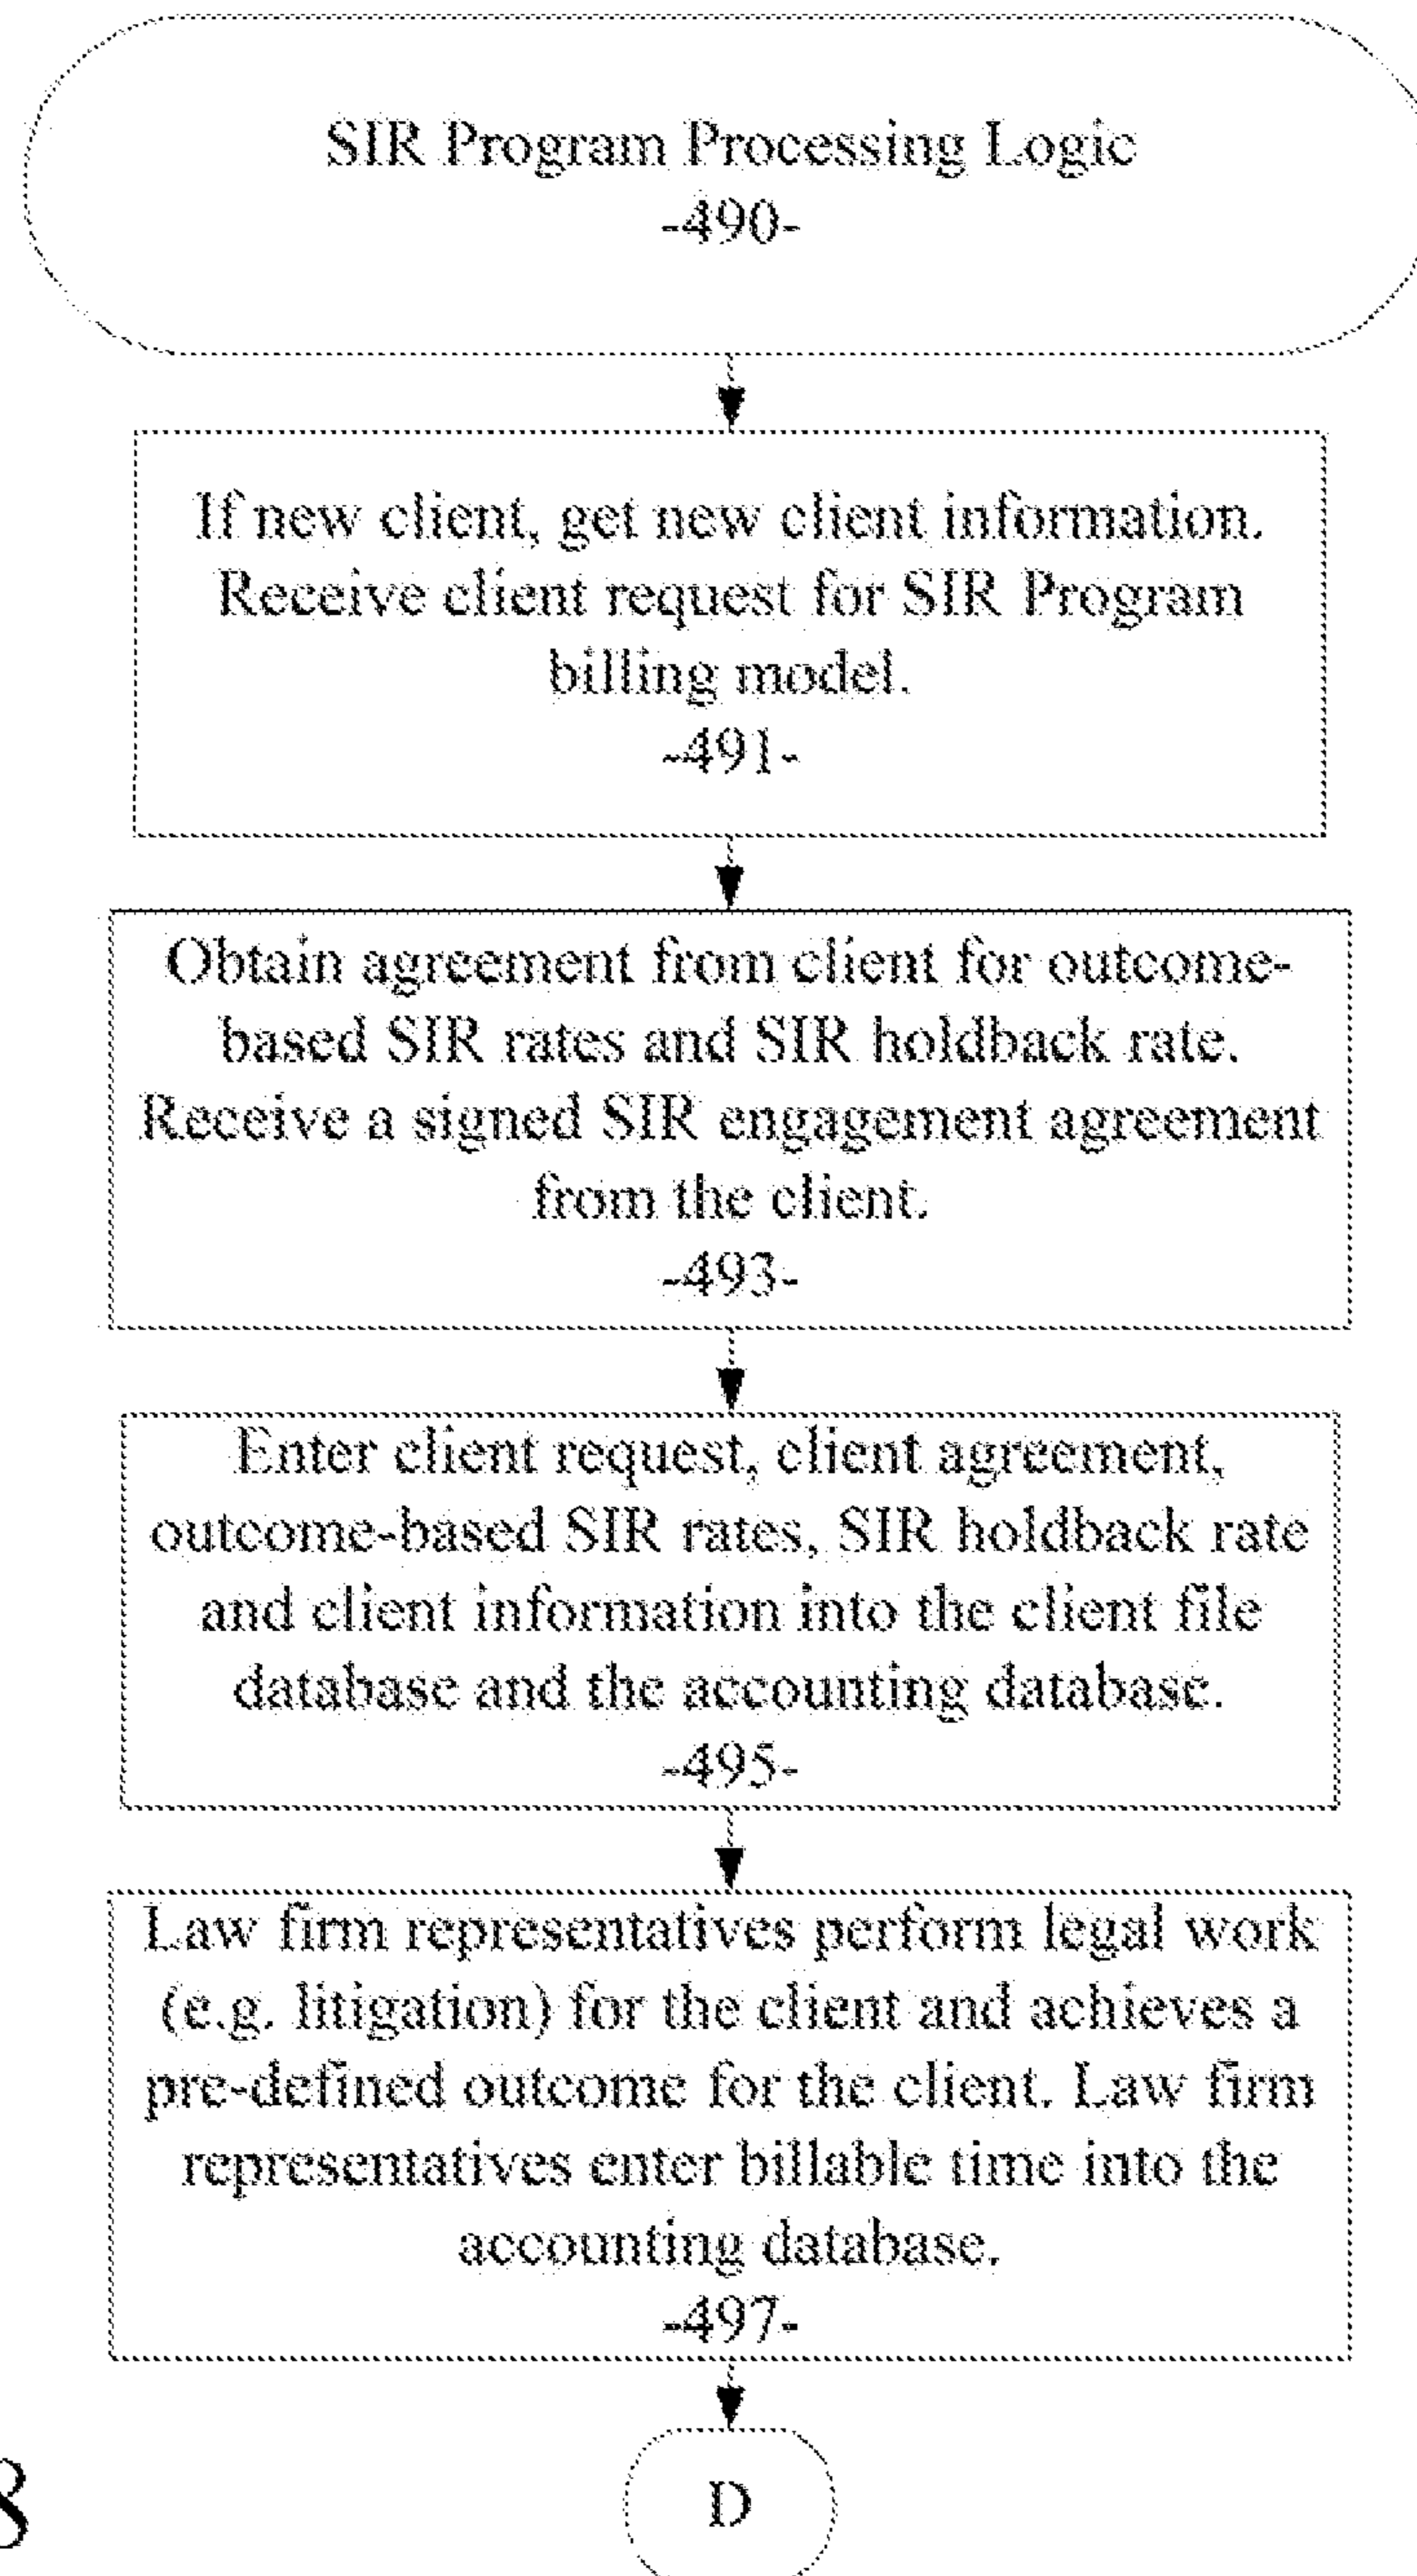 SIR Program Processing Logic
-490-
If new client, get new client information.
Receive client request for SIR Program
billing model.
-491-
Obtain agreement from client for outcome-
based SIR rates and SIR holdback rate.
Receive a signed SIR engagement agreement
from the client.
-493-
Enter client request, client agreement,
outcome-based SIR rates, SIR holdback rate
and client information into the client file
database and the accounting database.
-495-
Law firm representatives perform legal work
(e.g. litigation) for the client and achieves a
pre-defined outcome for the client. Law firm
representatives enter billable time into the
accounting database.
-497-
D
8